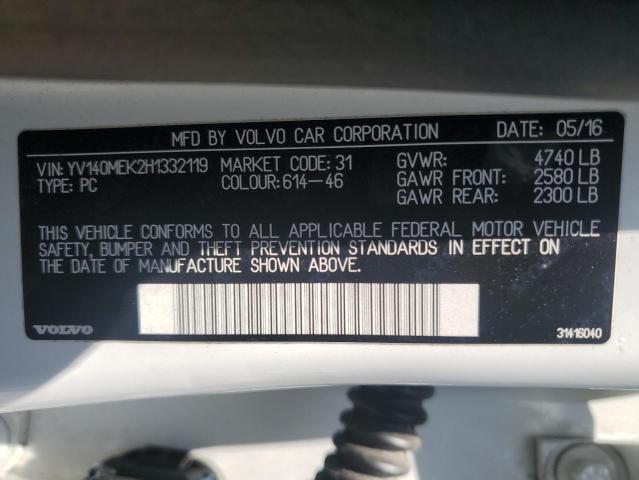 MFD BY VOLVO CAR CORPORATION DATE: 05/16
VIN: YV140MEK2H1332119 MARKET CODE: 31 GVWR: 4740 LB
TYPE: PC COLOUR:614-46 GAWR FRONT: 2580 LB
GAWR REAR: 2300 LB
THIS VEHICLE CONFORMS TO ALL APPLICABLE FEDERAL MOTOR VEHICLE
SAFETY, BUMPER AND THEFT PREVENTION STANDARDS IN EFFECT ON
THE DATE OF MANUFACTURE SHOWN ABOVE.
VOLVO 31416040